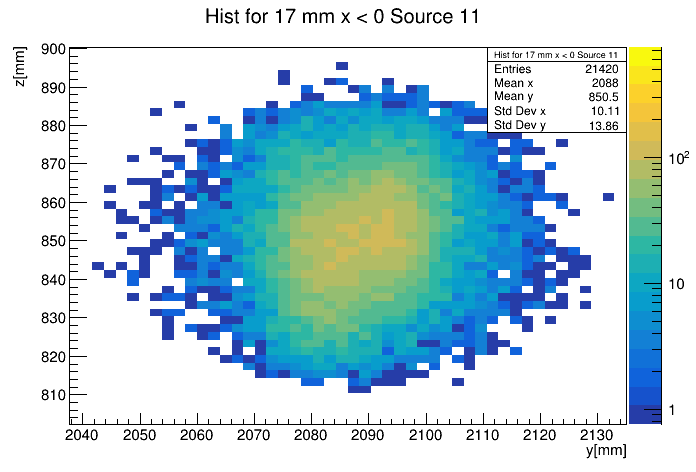 Hist for 17 mm x < 0 Source 11
z[mm]
900
890
880
870
860
850
840
830
820
810
Hist for 17 mm x < 0 Source 11
Entries 21420
Mean x 2088
Mean y 850.5
Std Dev x 10.11
Std Dev y 13.86
10²
10
1
2040 2050 2060 2070 2080 2090 2100 2110 2120 2130
y[mm]